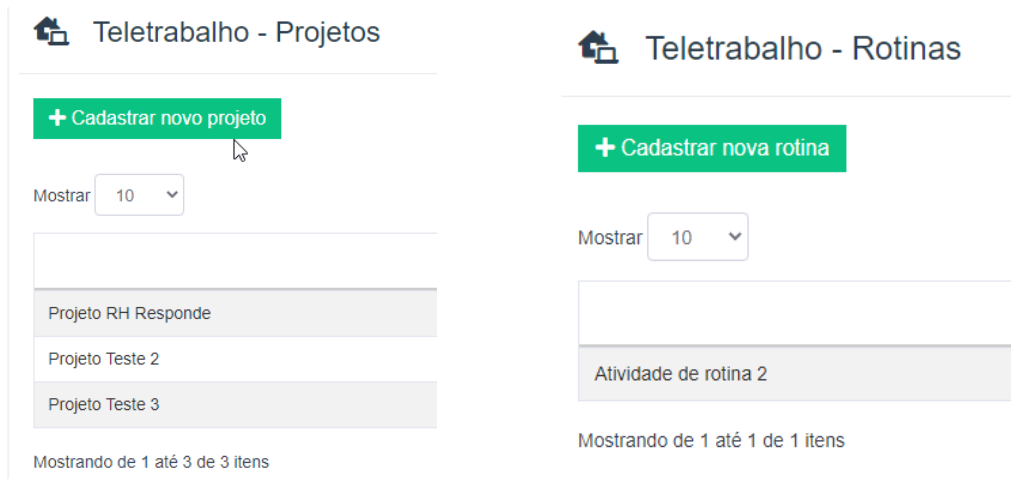 Teletrabalho - Projetos
Cadastrar novo projeto
Mostrar 10
Projeto RH Responde
Projeto Teste 2
Projeto Teste 3
Mostrando de 1 até 3 de 3 itens
Teletrabalho - Rotinas
Cadastrar nova rotina
Mostrar 10
Atividade de rotina 2
Mostrando de 1 até 1 de 1 itens